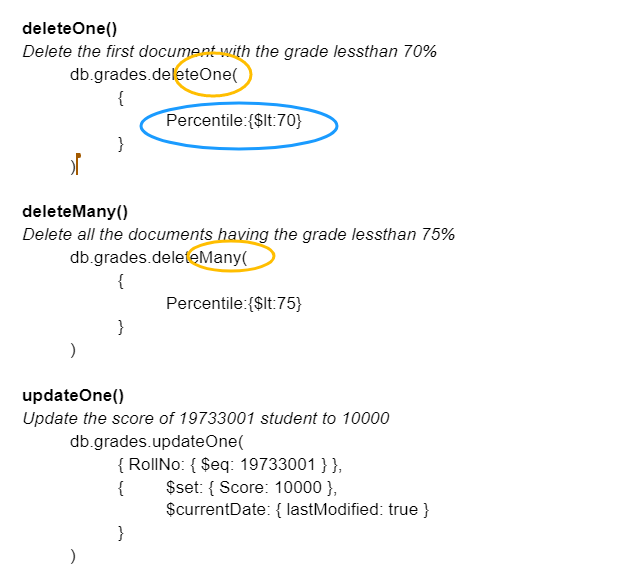 deleteOne()
Delete the first document with the grade lessthan 70%
db.grades.deleteOne(
{
Percentile:{$lt:70}
}
)
deleteMany()
Delete all the documents having the grade lessthan 75%
db.grades.deleteMany(
{
Percentile:{$lt:75}
}
)
updateOne()
Update the score of 19733001 student to 10000
db.grades.updateOne(
{ RollNo: { $eq: 19733001 } },
{ $set: { Score: 10000 },
$currentDate: { lastModified: true }
}
)